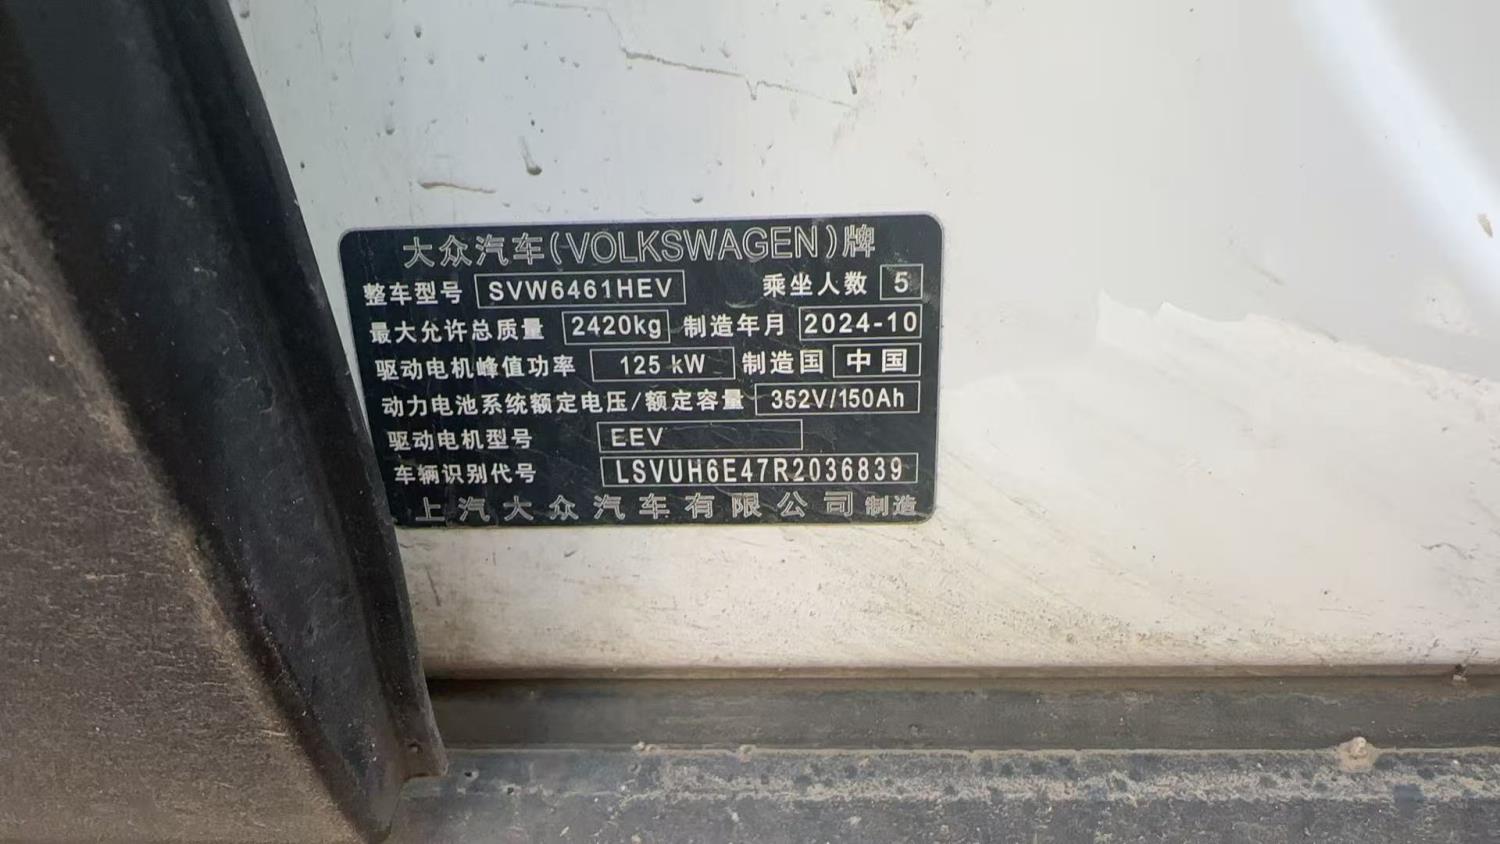 大众汽车(VOLKSWAGEN)牌
整车型号 SVW6461HEV 乘坐人数 5
最大允许总质量 2420kg 制造年月 2024-10
驱动电机峰值功率 125 kW 制造国 中国
动力电池系统额定电压/额定容量 352V/150Ah
驱动电机型号 EEV
车辆识别代号 LSVUH6E47R2036839
上汽大众汽车有限公司制造